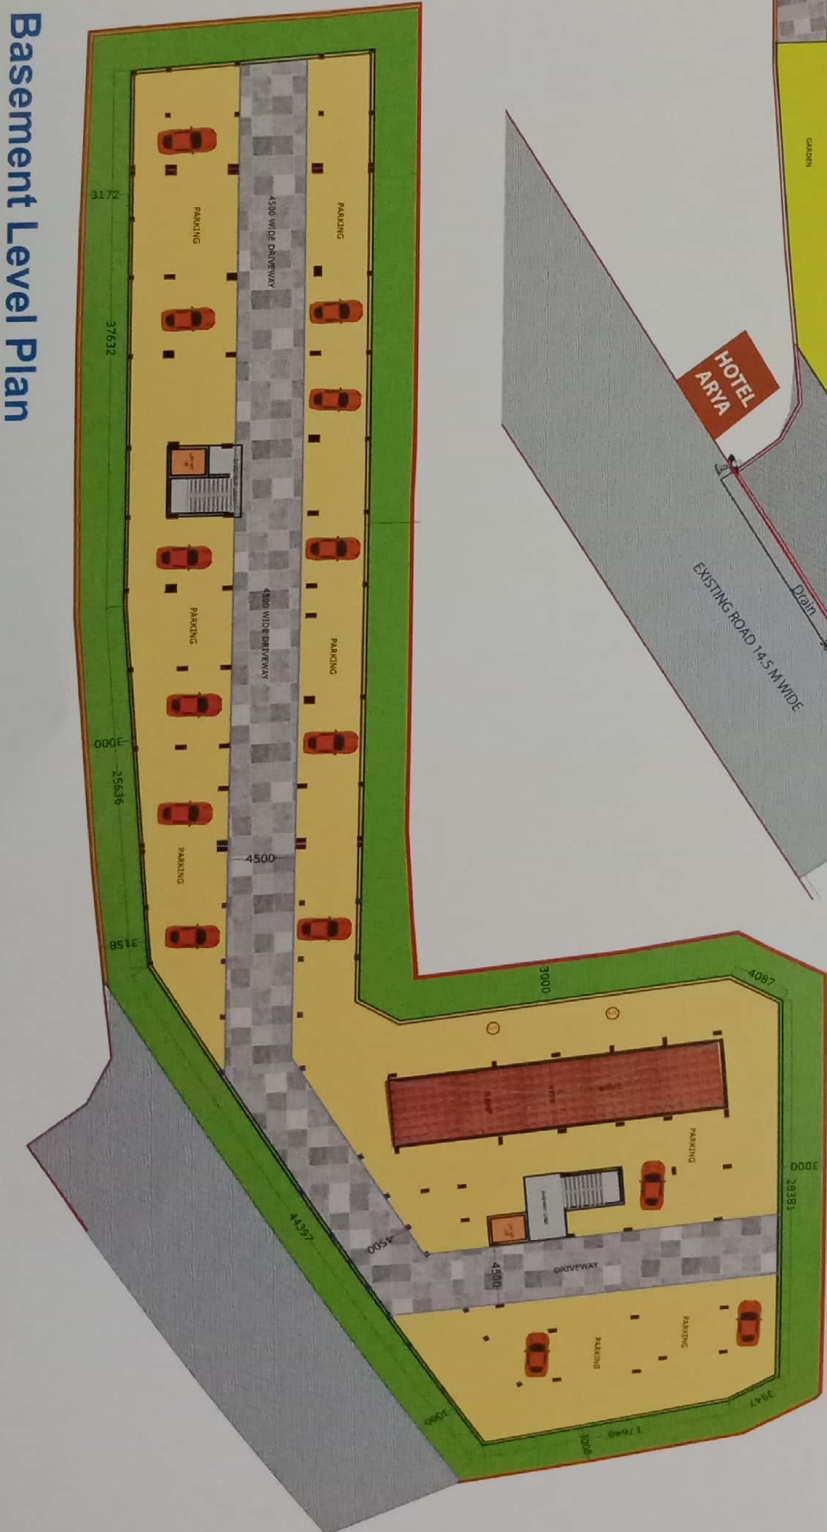 Basement Level Plan
3172
37632
3000
25636
3158
PARKING
PARKING
PARKING
4500 WIDE DRIVEWAY
4500 WIDE DRIVEWAY
4500
PARKING
PARKING
GARDEN
HOTEL
ARYA
Drain
EXISTING ROAD 14.5 M WIDE
3000
4087
PARKING
3000
28381
44397
4500
4500
DRIVEWAY
PARKING
PARKING
3947
17640
3000
3000